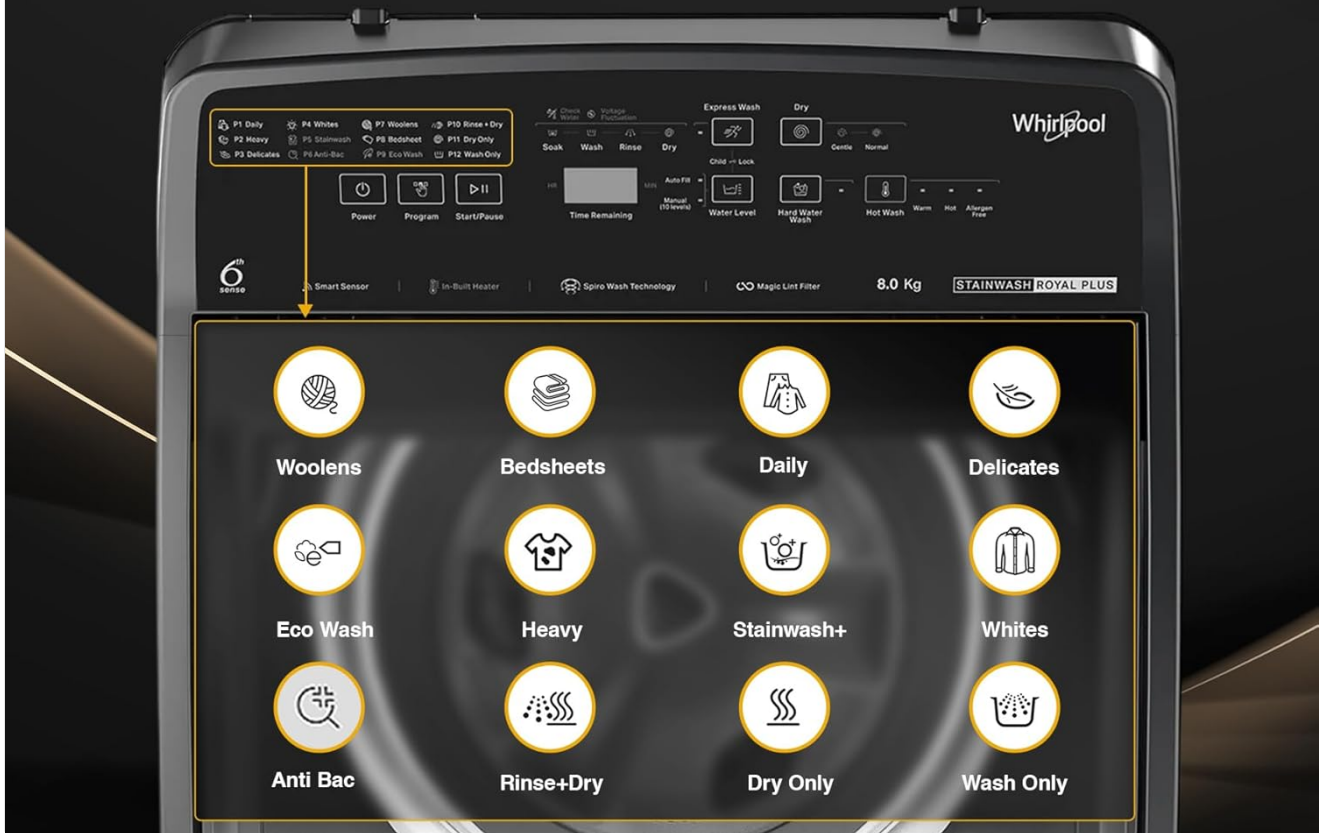 P1 Daily P4 Whites P7 Woolens P10 Rinse + Dry
P2 Heavy P5 Stainwash P8 Bedsheet P11 Dry Only
P3 Delicates P6 Anti-Bac P9 Eco Wash P12 Wash Only
Check Water Voltage Fluctuation
Soak Wash Rinse Dry
Express Wash Dry
Gentle Normal
Whirlpool
Child Lock
Power Program Start/Pause
HR MIN
Time Remaining
Auto Fill
Manual
(10 levels)
Water Level
Hard Water
Wash
Hot Wash
Warm Hot Allergen
Free
6th
sense
Smart Sensor | In-Built Heater | Spiro Wash Technology | Magic Lint Filter
8.0 Kg
STAINWASH ROYAL PLUS
Woolens Bedsheets Daily Delicates
Eco Wash Heavy Stainwash+ Whites
Anti Bac Rinse+Dry Dry Only Wash Only